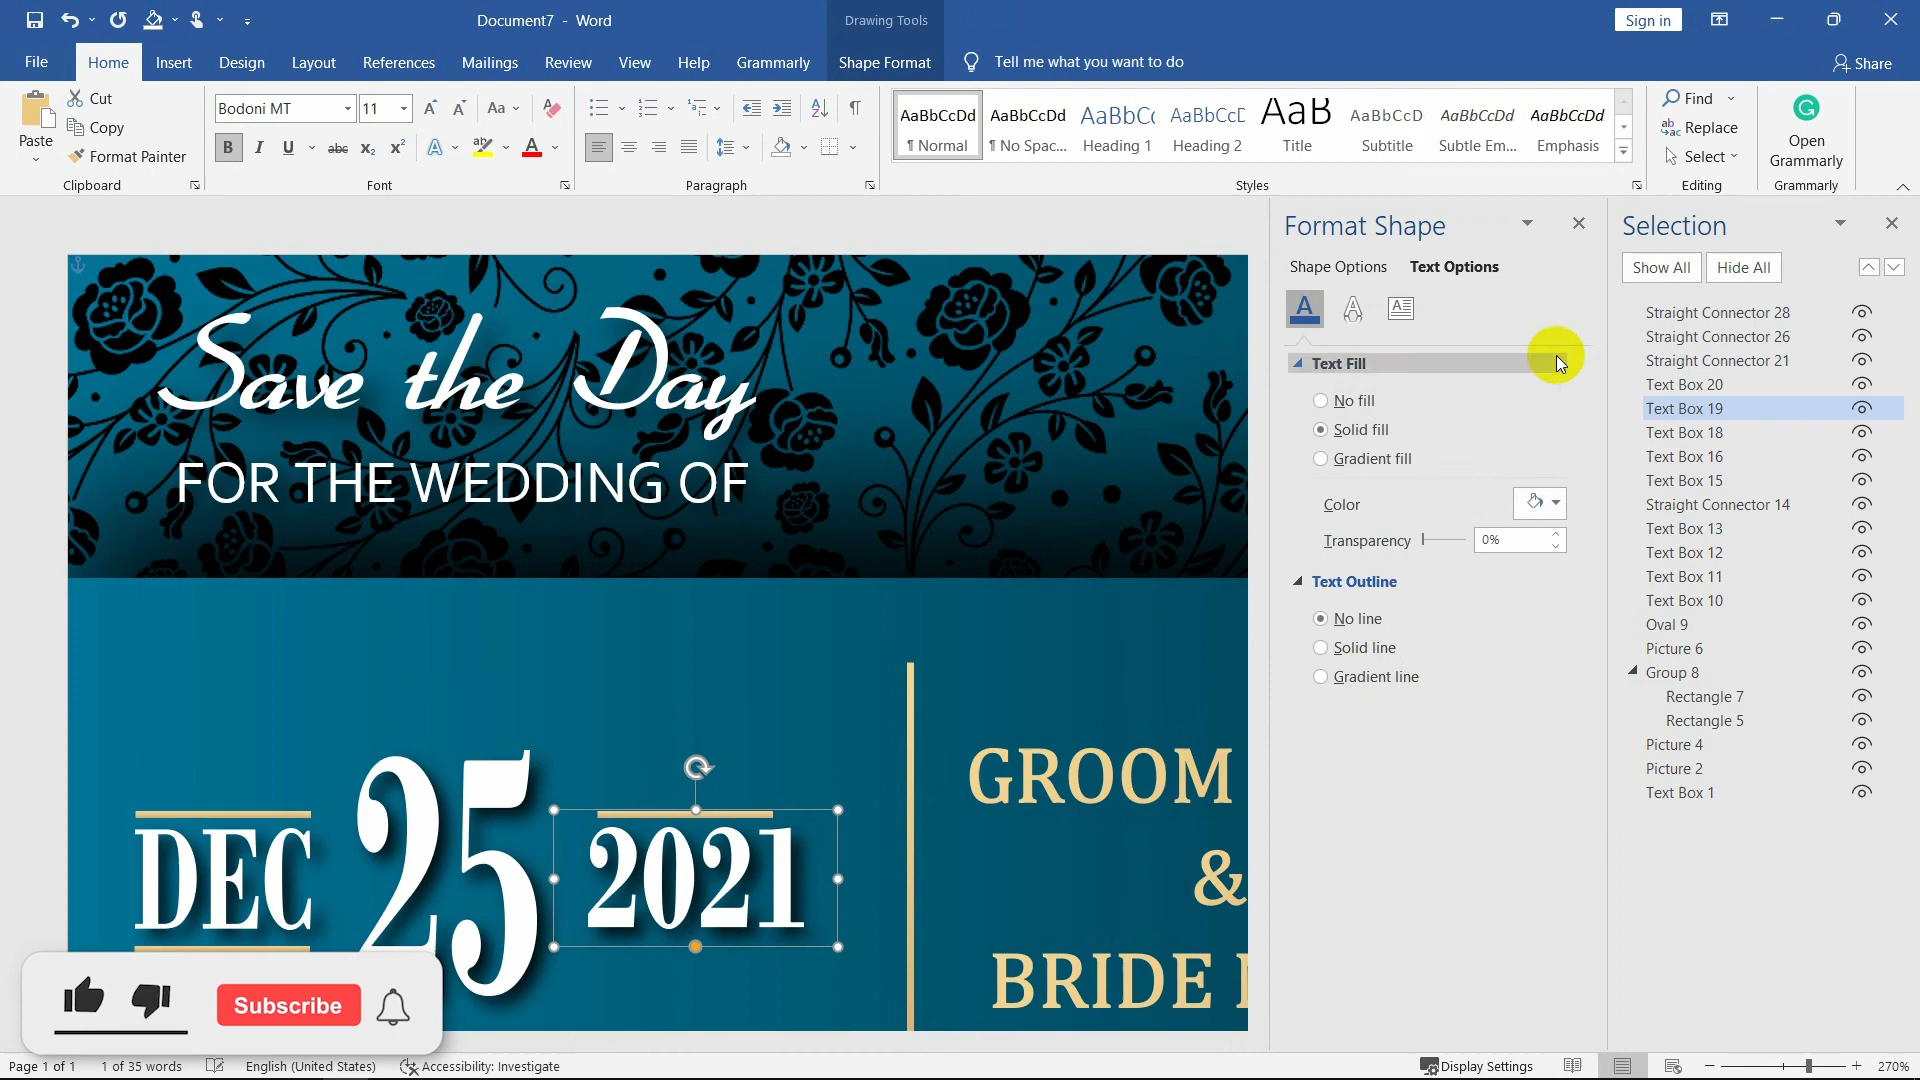 Document7 - Word
Drawing Tools
Sign in
File
Home
Insert
Design
Layout
References
Mailings
Review
View
Help
Grammarly
Shape Format
Tell me what you want to do
Share
Paste
Cut
Copy
Format Painter
Clipboard
Bodoni MT
11
Font
Paragraph
AaBbCcDd
¶ Normal
AaBbCcDd
¶ No Spac...
AaBbCc
Heading 1
AaBbCc
Heading 2
AaB
Title
AaBbCcD
Subtitle
AaBbCcDd
Subtle Em...
AaBbCcDd
Emphasis
Styles
Find
Replace
Select
Editing
Open
Grammarly
Grammarly
Save the Day
FOR THE WEDDING OF
DEC
25
2021
GROOM
&
BRIDE
Subscribe
Format Shape
Shape Options
Text Options
Text Fill
No fill
Solid fill
Gradient fill
Color
Transparency
0%
Text Outline
No line
Solid line
Gradient line
Selection
Show All
Hide All
Straight Connector 28
Straight Connector 26
Straight Connector 21
Text Box 20
Text Box 19
Text Box 18
Text Box 16
Text Box 15
Straight Connector 14
Text Box 13
Text Box 12
Text Box 11
Text Box 10
Oval 9
Picture 6
Group 8
Rectangle 7
Rectangle 5
Picture 4
Picture 2
Text Box 1
Page 1 of 1
1 of 35 words
English (United States)
Accessibility: Investigate
Display Settings
270%